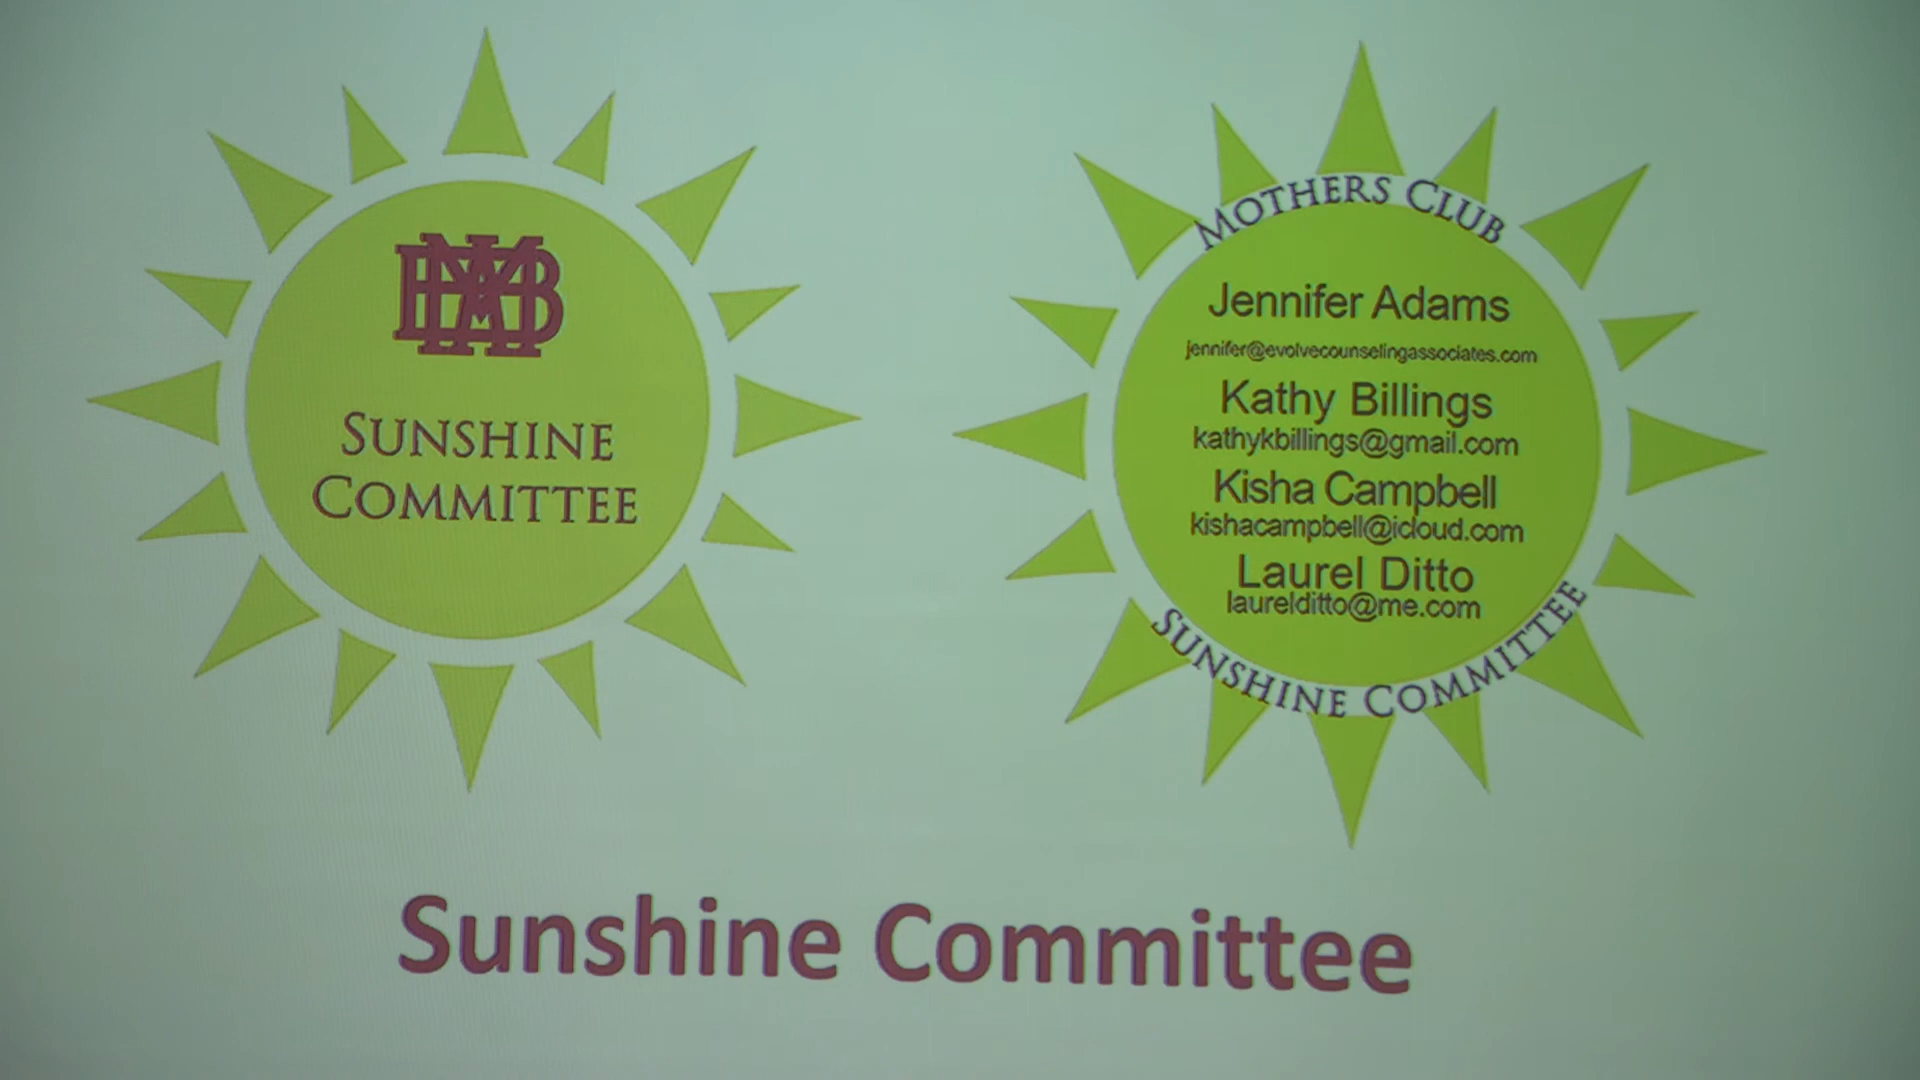 Sunshine
Committee
Mothers Club
Jennifer Adams
jennifer@evolvecounselingassociates.com
Kathy Billings
kathykbillings@gmail.com
Kisha Campbell
kishacampbell@icloud.com
Laurel Ditto
laurelditto@me.com
Sunshine Committee
Sunshine Committee